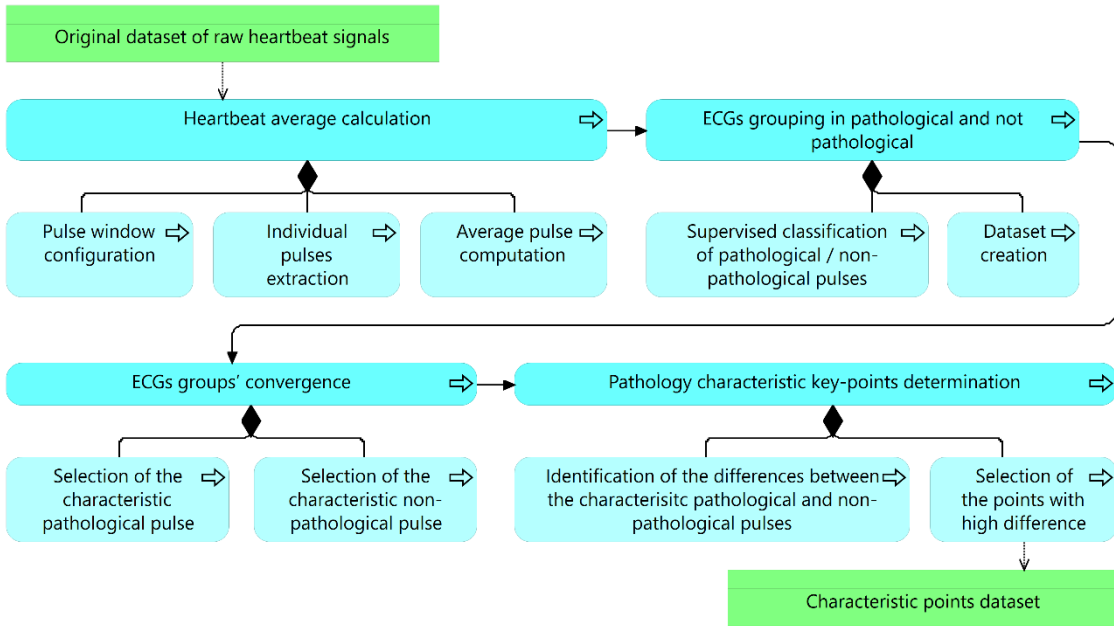 Original dataset of raw heartbeat signals
Heartbeat average calculation
ECGs grouping in pathological and not
pathological
Pulse window
configuration
Individual
pulses
extraction
Average pulse
computation
Supervised classification
of pathological / non-
pathological pulses
Dataset
creation
ECGs groups’ convergence
Pathology characteristic key-points determination
Selection of the
characteristic
pathological pulse
Selection of the
characteristic non-
pathological pulse
Identification of the differences between
the characterisitc pathological and non-
pathological pulses
Selection of
the points with
high difference
Characteristic points dataset